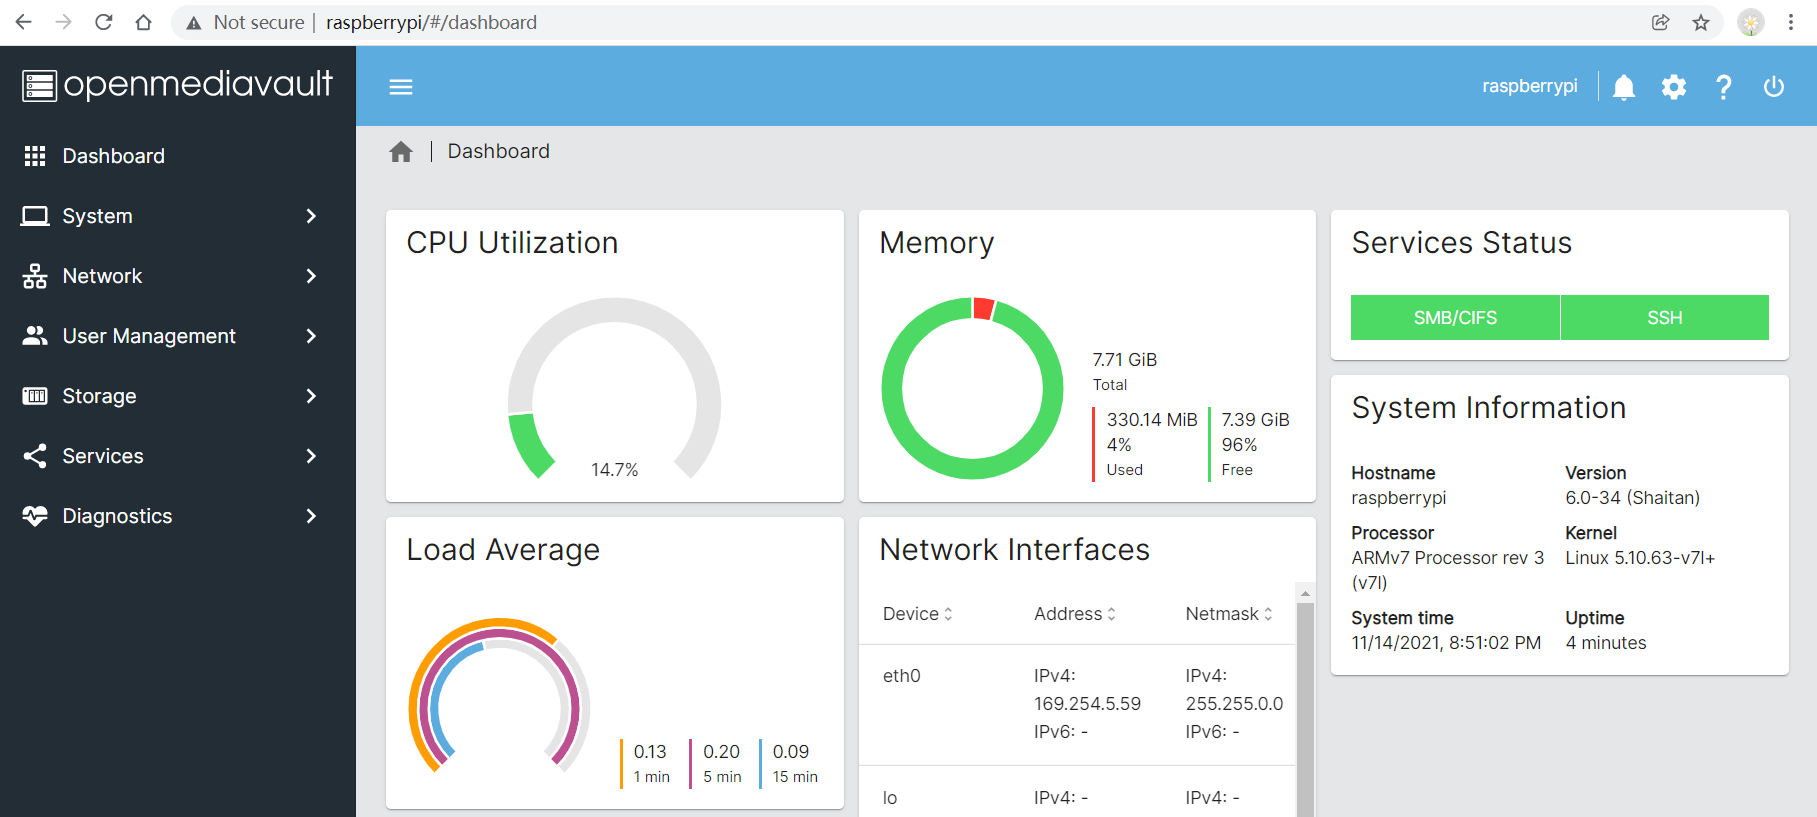 Not secure | raspberrypi/#/dashboard
openmediavault
raspberrypi
Dashboard
System
Network
User Management
Storage
Services
Diagnostics
Dashboard
CPU Utilization
14.7%
Memory
7.71 GiB
Total
330.14 MiB
4%
Used
7.39 GiB
96%
Free
Services Status
SMB/CIFS
SSH
System Information
Hostname
raspberrypi
Version
6.0-34 (Shaitan)
Processor
ARMv7 Processor rev 3
(v7l)
Kernel
Linux 5.10.63-v7l+
System time
11/14/2021, 8:51:02 PM
Uptime
4 minutes
Load Average
0.13
1 min
0.20
5 min
0.09
15 min
Network Interfaces
Device Address Netmask
eth0
IPv4:
169.254.5.59
IPv6: -
IPv4:
255.255.0.0
IPv6: -
lo
IPv4: -
IPv4: -